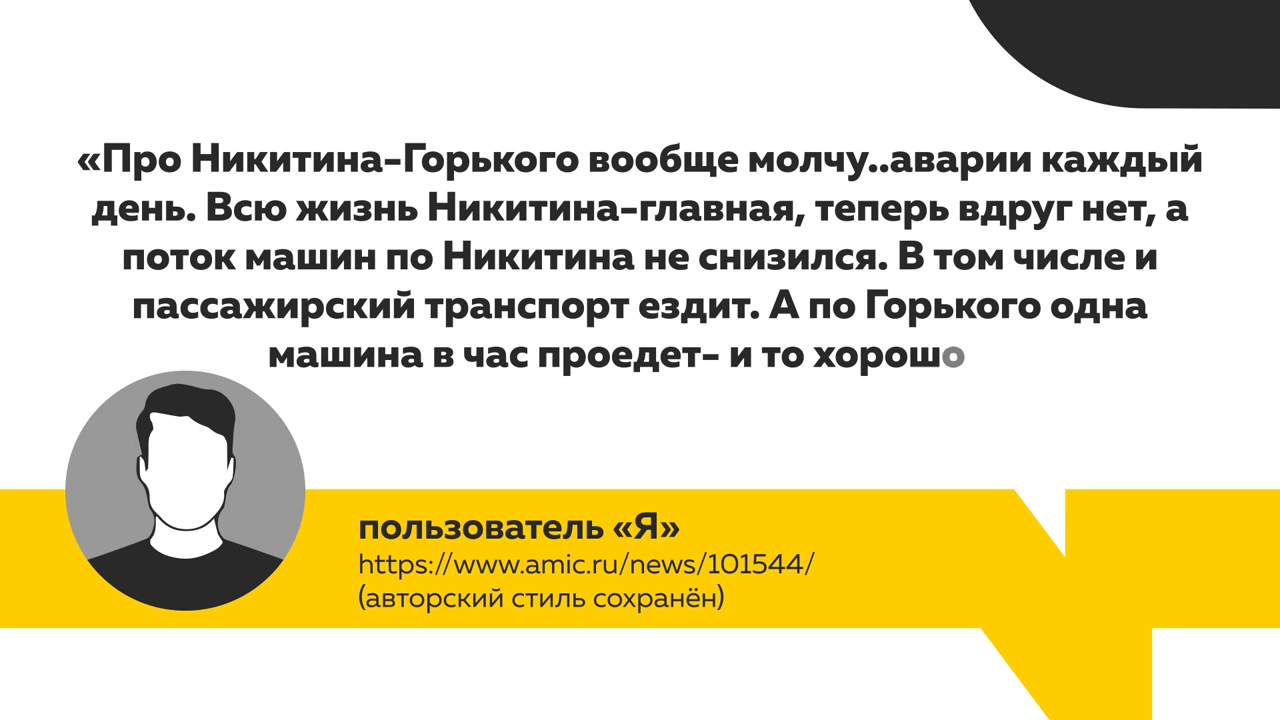 «Про Никитина-Горького вообще молчу..аварии каждый
день. Всю жизнь Никитина-главная, теперь вдруг нет, а
поток машин по Никитина не снизился. В том числе и
пассажирский транспорт ездит. А по Горького одна
машина в час проедет- и то хорошо
пользователь «Я»
https://www.amic.ru/news/101544/
(авторский стиль сохранён)